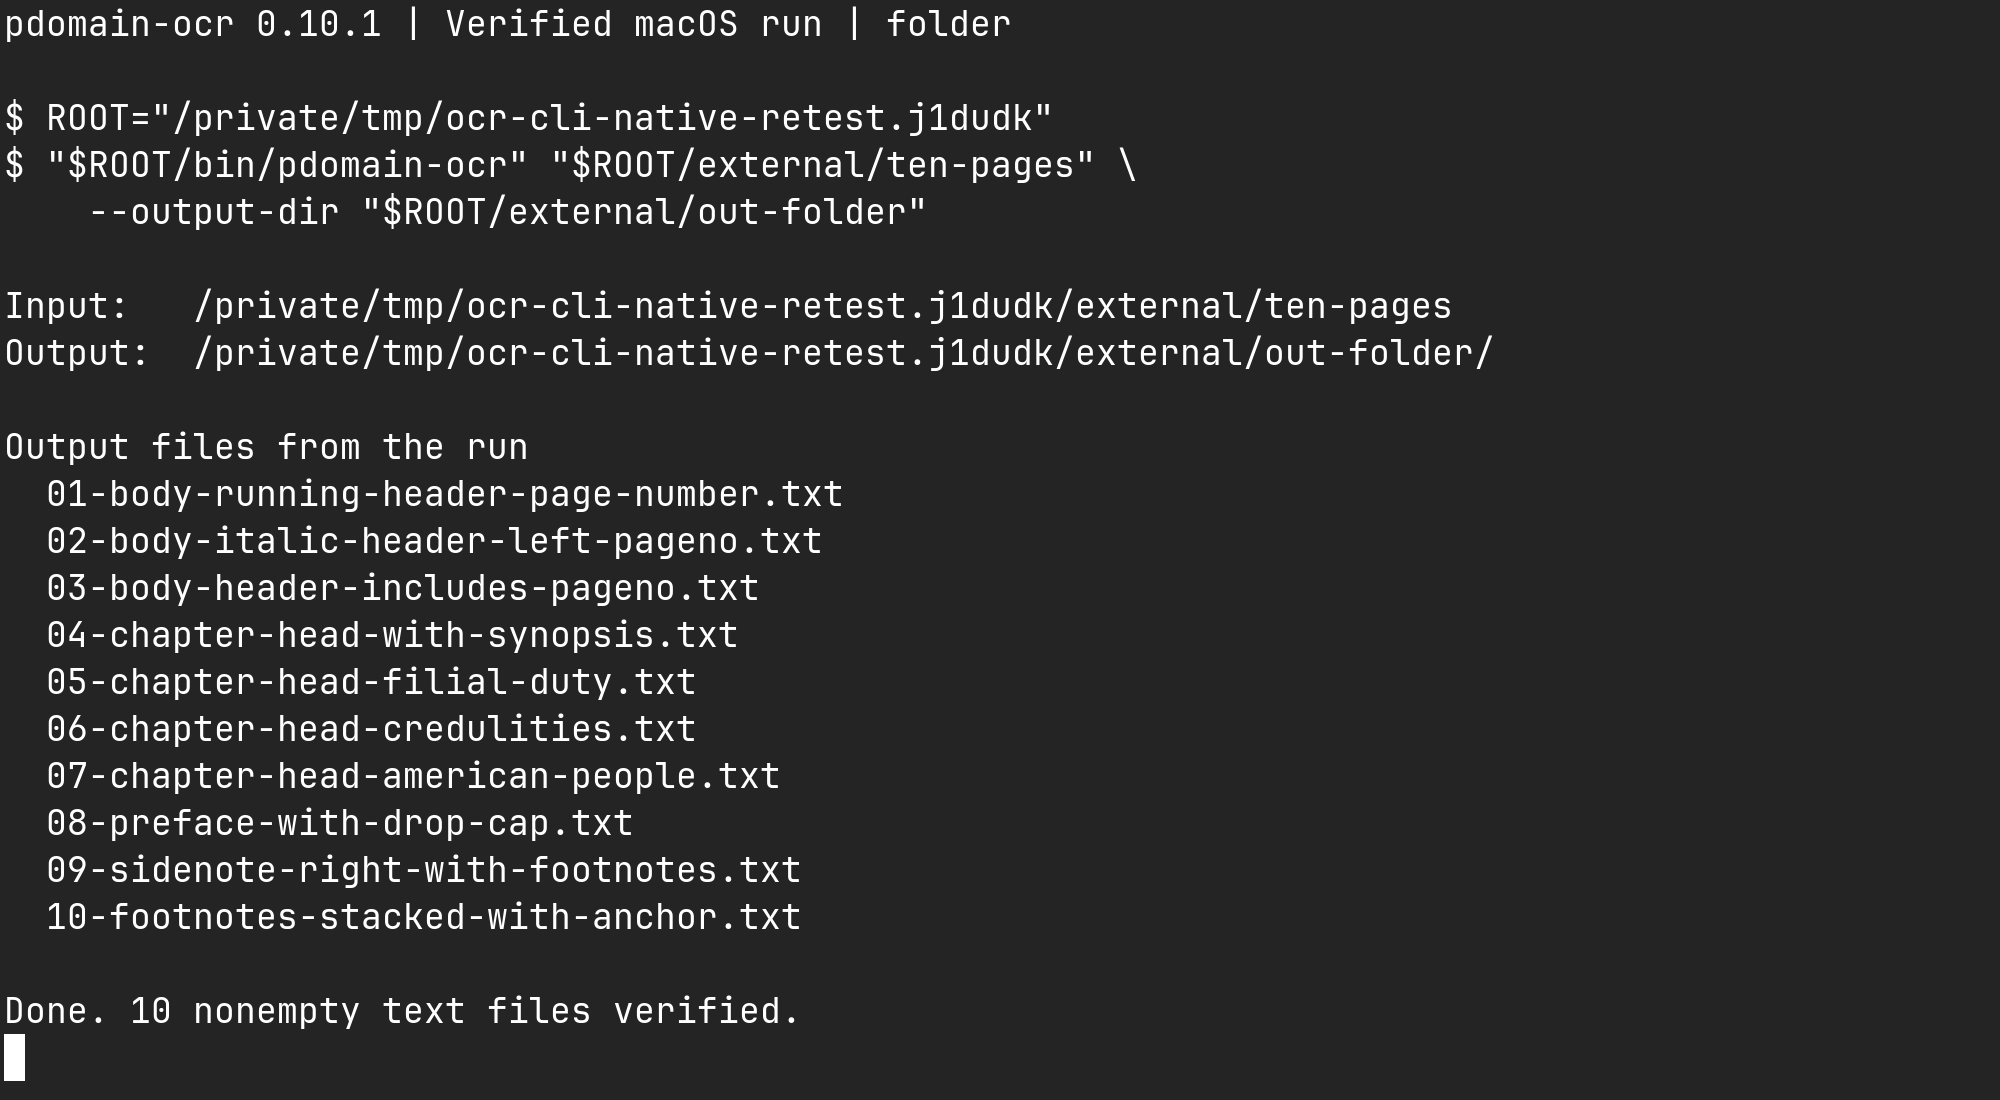 pdomain-ocr 0.10.1 | Verified macOS run | folder
$ ROOT="/private/tmp/ocr-cli-native-retest.j1dudk"
$ "$ROOT/bin/pdomain-ocr" "$ROOT/external/ten-pages" \
--output-dir "$ROOT/external/out-folder"
Input:   /private/tmp/ocr-cli-native-retest.j1dudk/external/ten-pages
Output:  /private/tmp/ocr-cli-native-retest.j1dudk/external/out-folder/
Output files from the run
01-body-running-header-page-number.txt
02-body-italic-header-left-pageno.txt
03-body-header-includes-pageno.txt
04-chapter-head-with-synopsis.txt
05-chapter-head-filial-duty.txt
06-chapter-head-credulities.txt
07-chapter-head-american-people.txt
08-preface-with-drop-cap.txt
09-sidenote-right-with-footnotes.txt
10-footnotes-stacked-with-anchor.txt
Done. 10 nonempty text files verified.